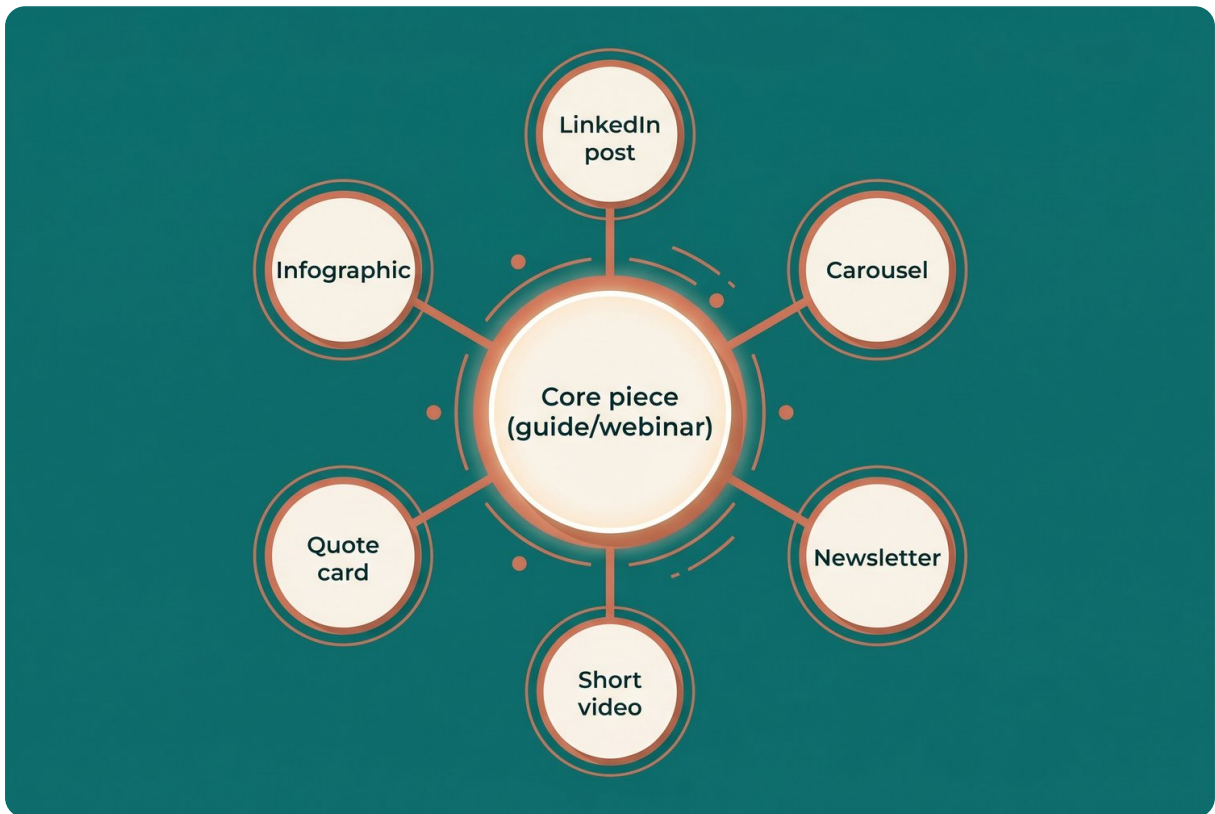 LinkedIn
post
Infographic
Carousel
Core piece
(guide/webinar)
Quote
card
Newsletter
Short
video